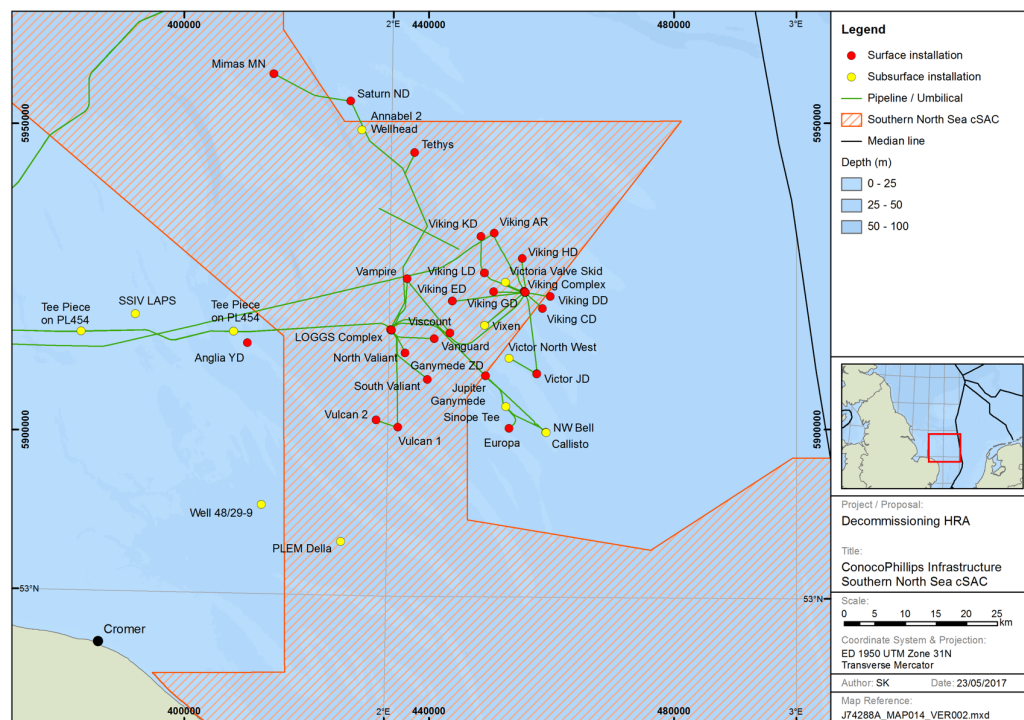 400000
2°E
440000
480000
3°E
Mimas MN
Saturn ND
Annabel 2
Wellhead
Tethys
5950000
5950000
Viking KD
Viking AR
Viking HD
Vampire
Viking LD
Victoria Valve Skid
Viking ED
Viking Complex
Viking GD
Viking DD
Viking CD
Tee Piece
on PL454
SSIV LAPS
Tee Piece
on PL454
Viscount
Vixen
LOGGS Complex
Vanguard
Anglia YD
North Valiant
Victor North West
Ganymede ZD
South Valiant
Jupiter
Ganymede
Victor JD
Sinope Tee
Vulcan 2
Vulcan 1
Europa
NW Bell
Callisto
5900000
5900000
Well 48/29-9
PLEM Della
53°N
53°N
Cromer
400000
2°E
440000
480000
3°E
Legend
Surface installation
Subsurface installation
Pipeline / Umbilical
Southern North Sea cSAC
Median line
Depth (m)
0 - 25
25 - 50
50 - 100
Project / Proposal:
Decommissioning HRA
Title:
ConocoPhillips Infrastructure
Southern North Sea cSAC
Scale:
0 5 10 15 20 25
km
Coordinate System & Projection:
ED 1950 UTM Zone 31N
Transverse Mercator
Author: SK Date: 23/05/2017
Map Reference:
J74288A_MAP014_VER002.mxd